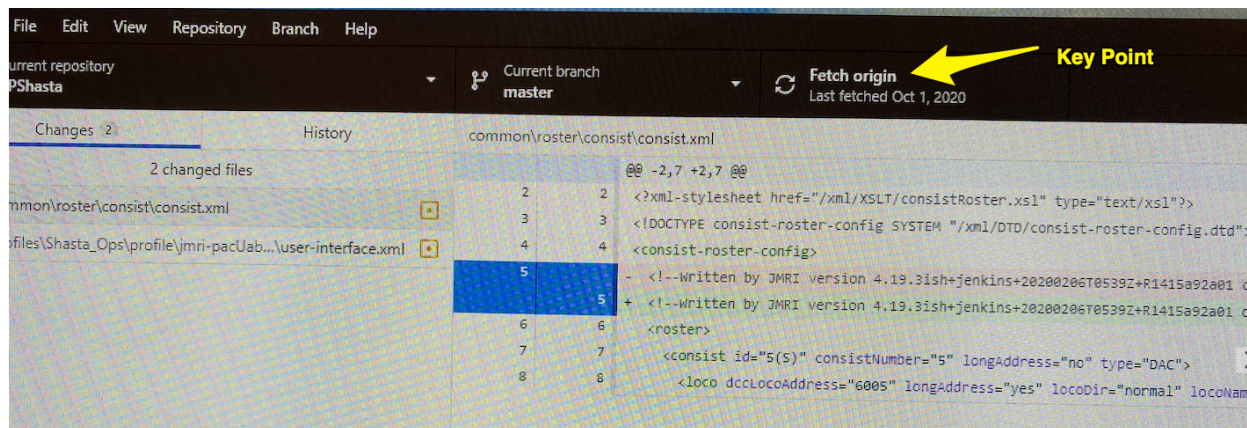 File Edit View Repository Branch Help
urrent repository
PShasta
Current branch
master
Fetch origin
Last fetched Oct 1, 2020
Key Point
Changes 2
History
2 changed files
mmon\roster\consist\consist.xml
ofiles\Shasta_Ops\profile\jmri-pacUab...\user-interface.xml
common\roster\consist\consist.xml
@@ -2,7 +2,7 @@
2 2 <?xml-stylesheet href="/xml/XSLT/consistRoster.xsl" type="text/xsl"?>
3 3 <!DOCTYPE consist-roster-config SYSTEM "/xml/DTD/consist-roster-config.dtd">
4 4 <consist-roster-config>
5 - <!--Written by JMRI version 4.19.3ish+jenkins+20200206T0539Z+R1415a92a01 o
5 + <!--Written by JMRI version 4.19.3ish+jenkins+20200206T0539Z+R1415a92a01 o
6 6 <roster>
7 7 <consist id="5(S)" consistNumber="5" longAddress="no" type="DAC">
8 8 <loco dccLocoAddress="6005" longAddress="yes" locoDir="normal" locoNam